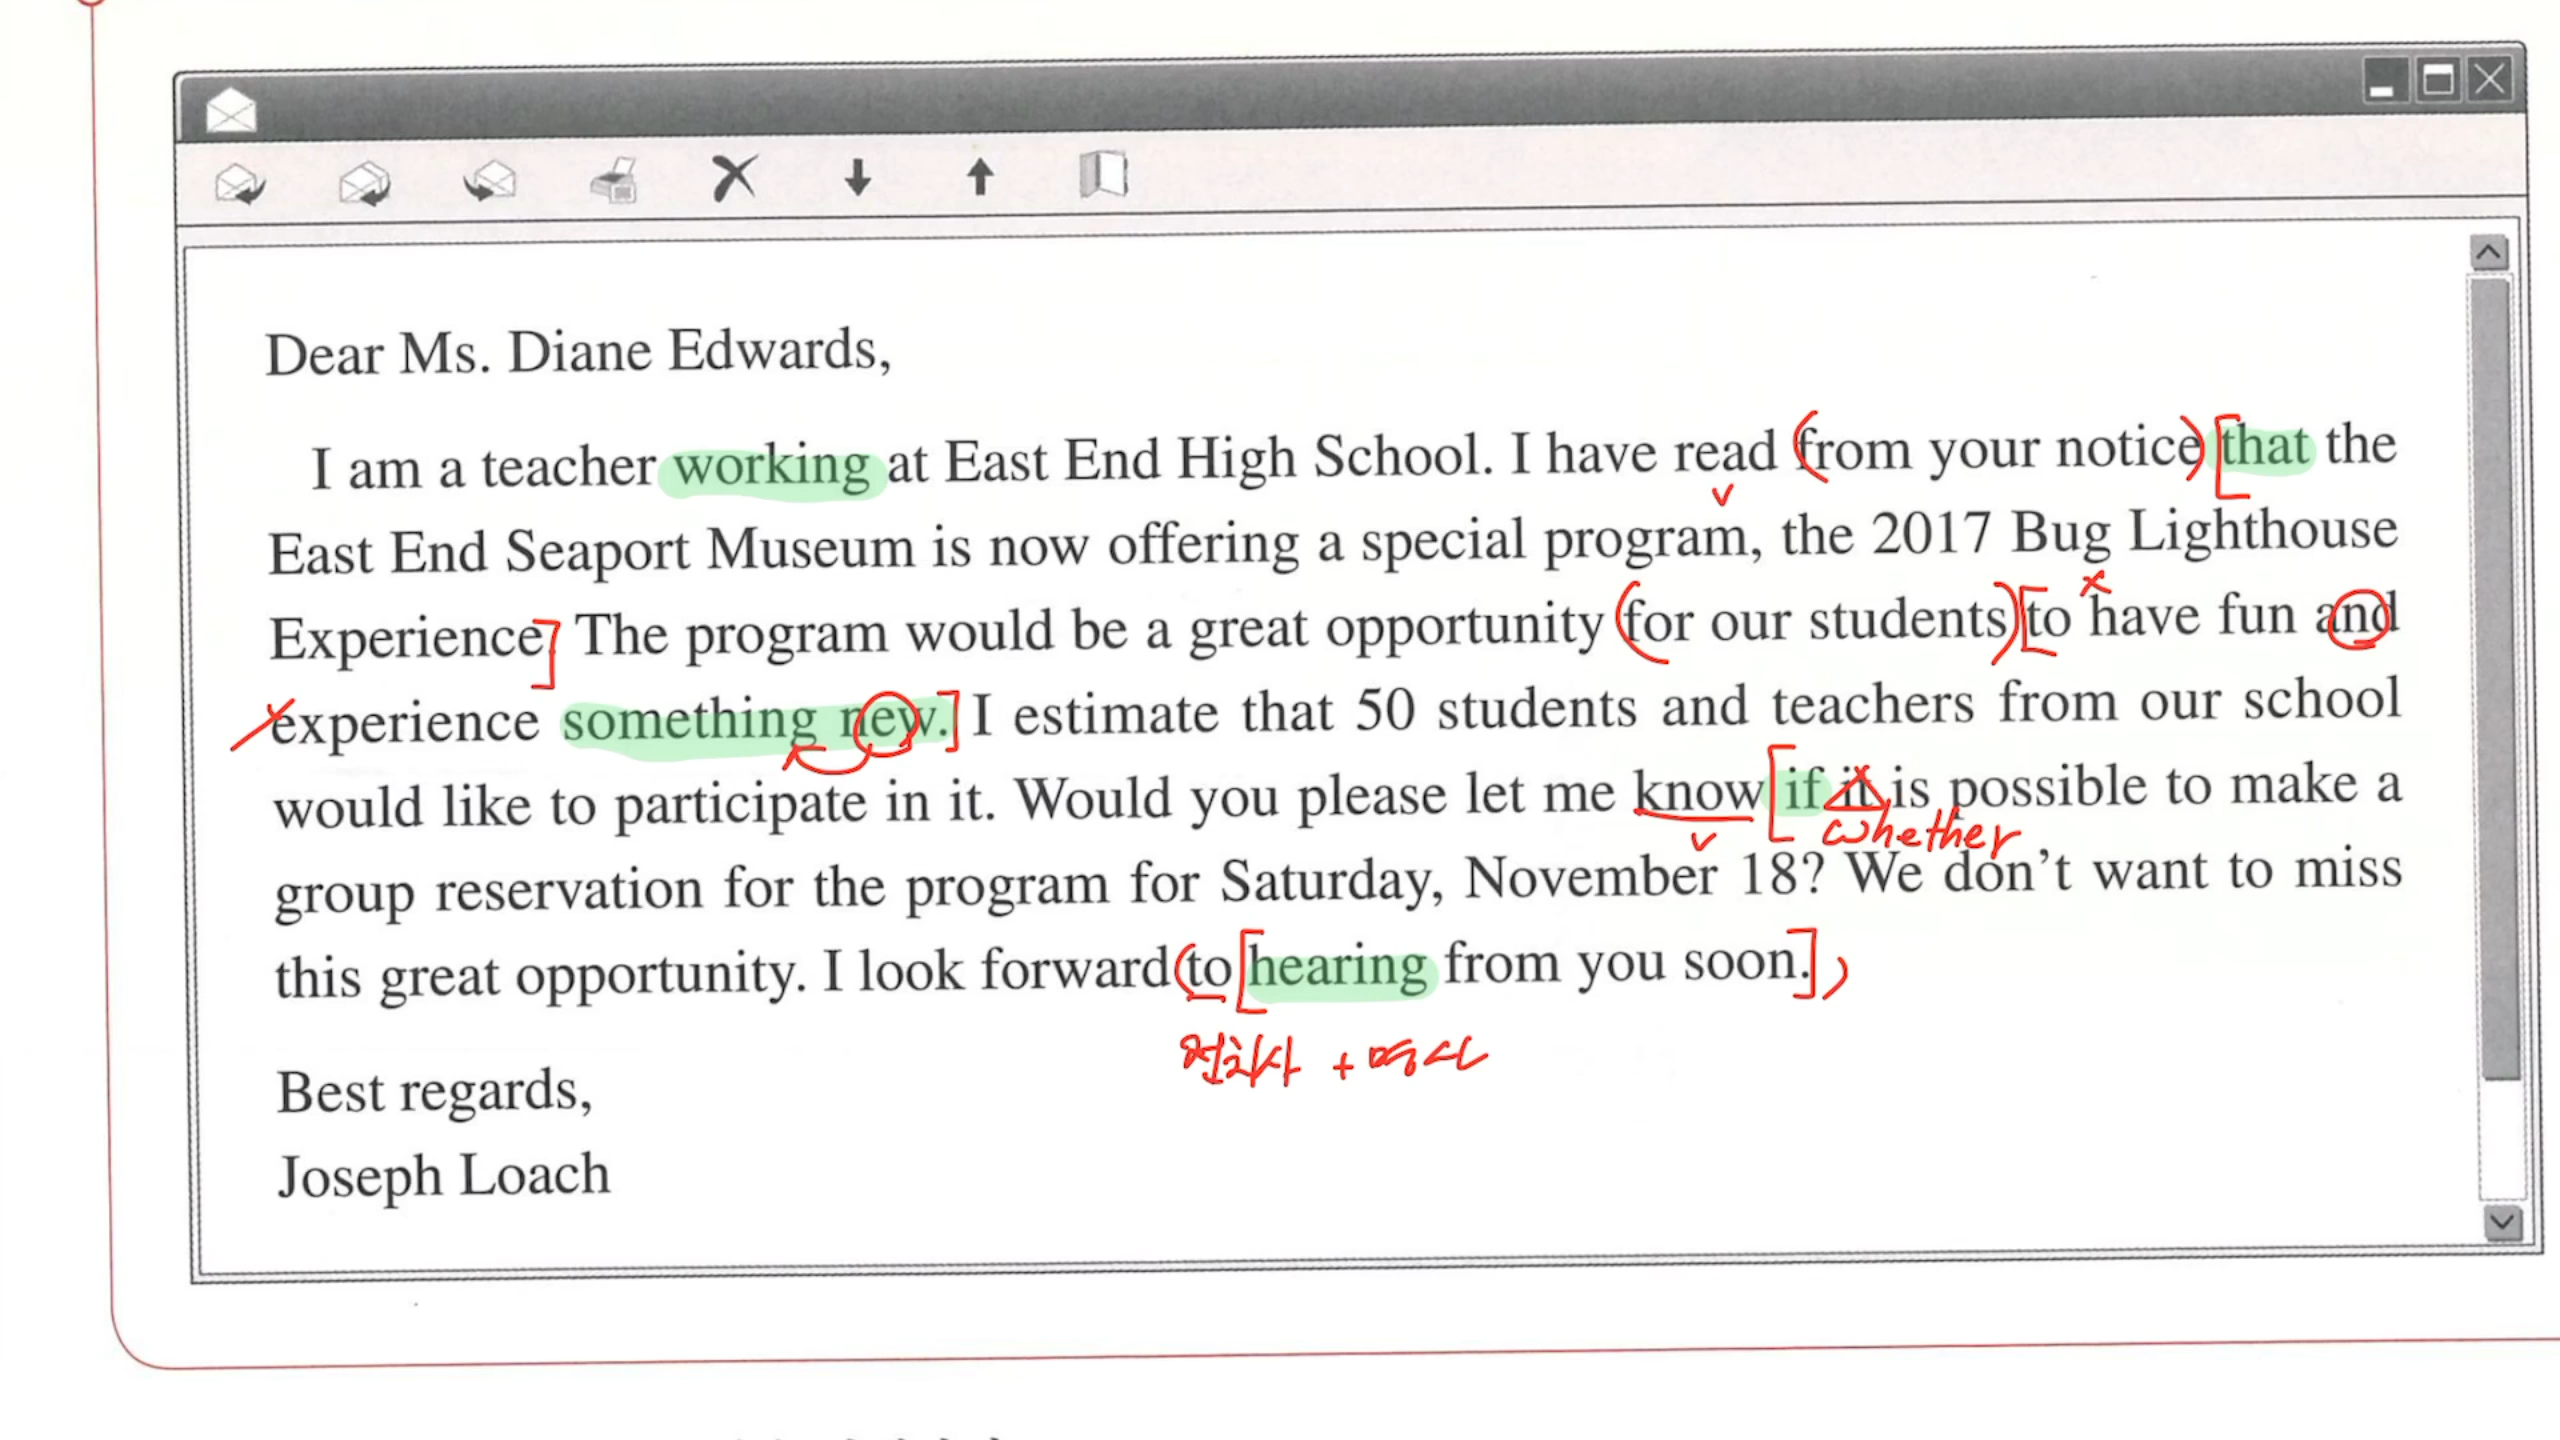 Dear Ms. Diane Edwards,
I am a teacher working at East End High School. I have read (from your notice) [that the
East End Seaport Museum is now offering a special program, the 2017 Bug Lighthouse
Experience] The program would be a great opportunity (for our students) [to have fun and
experience something new.] I estimate that 50 students and teachers from our school
would like to participate in it. Would you please let me know [if it is possible to make a
whether
group reservation for the program for Saturday, November 18? We don't want to miss
this great opportunity. I look forward (to [hearing from you soon.])
전치사 + 명사
Best regards,
Joseph Loach